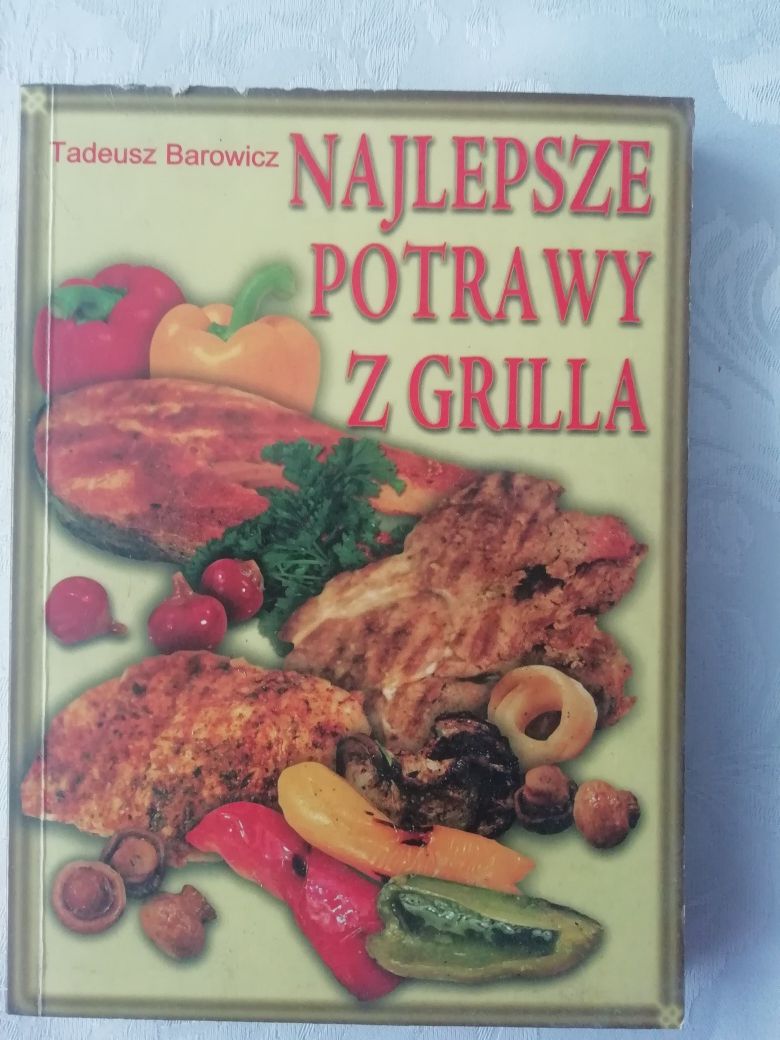 Tadeusz Barowicz
NAJLEPSZE
POTRAWY
Z GRILLA